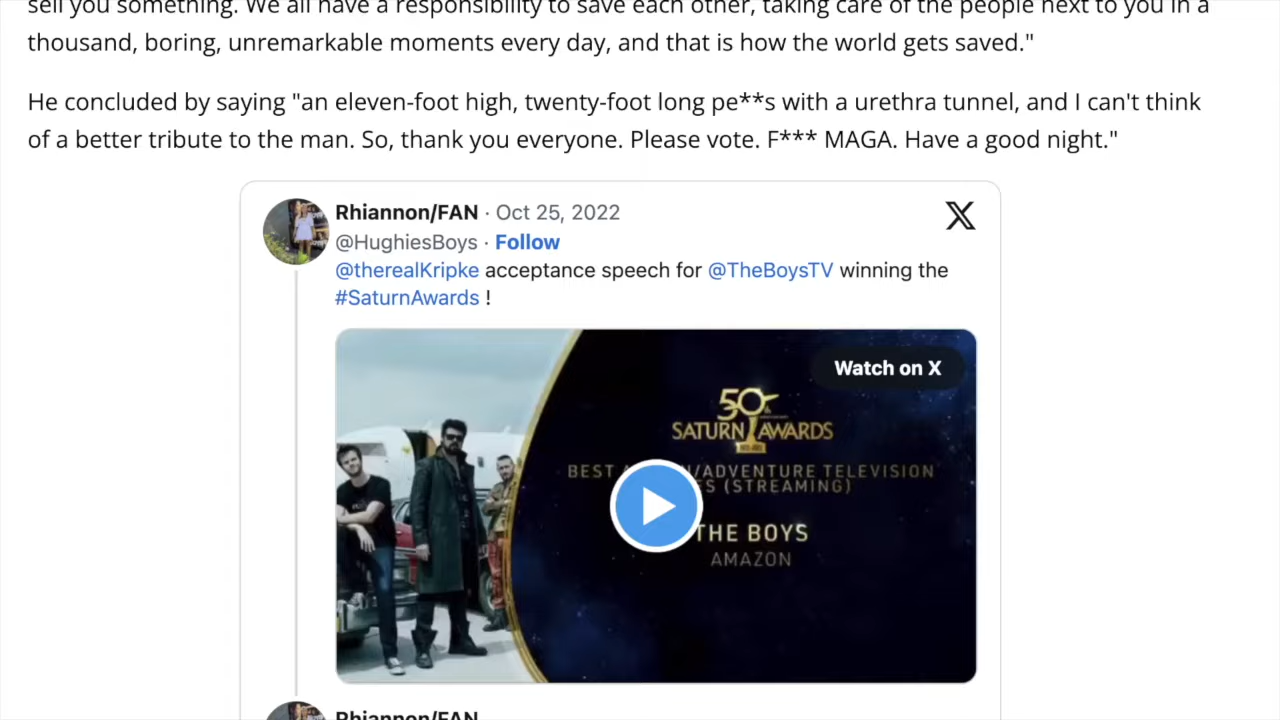 sell you something. We all have a responsibility to save each other, taking care of the people next to you in a
thousand, boring, unremarkable moments every day, and that is how the world gets saved."
He concluded by saying "an eleven-foot high, twenty-foot long pe**s with a urethra tunnel, and I can't think
of a better tribute to the man. So, thank you everyone. Please vote. F*** MAGA. Have a good night."
Rhiannon/FAN · Oct 25, 2022
@HughiesBoys · Follow
@therealKripke acceptance speech for @TheBoysTV winning the
#SaturnAwards !
Watch on X
50
SATURN AWARDS
BEST /ADVENTURE TELEVISION
(STREAMING)
THE BOYS
AMAZON
Rhiannon/FAN